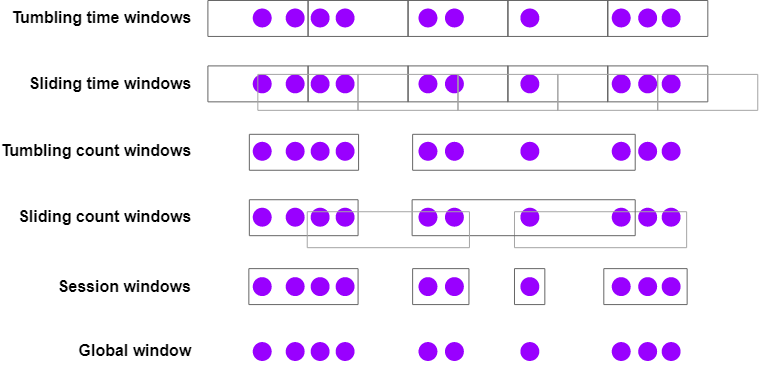 Tumbling time windows
Sliding time windows
Tumbling count windows
Sliding count windows
Session windows
Global window